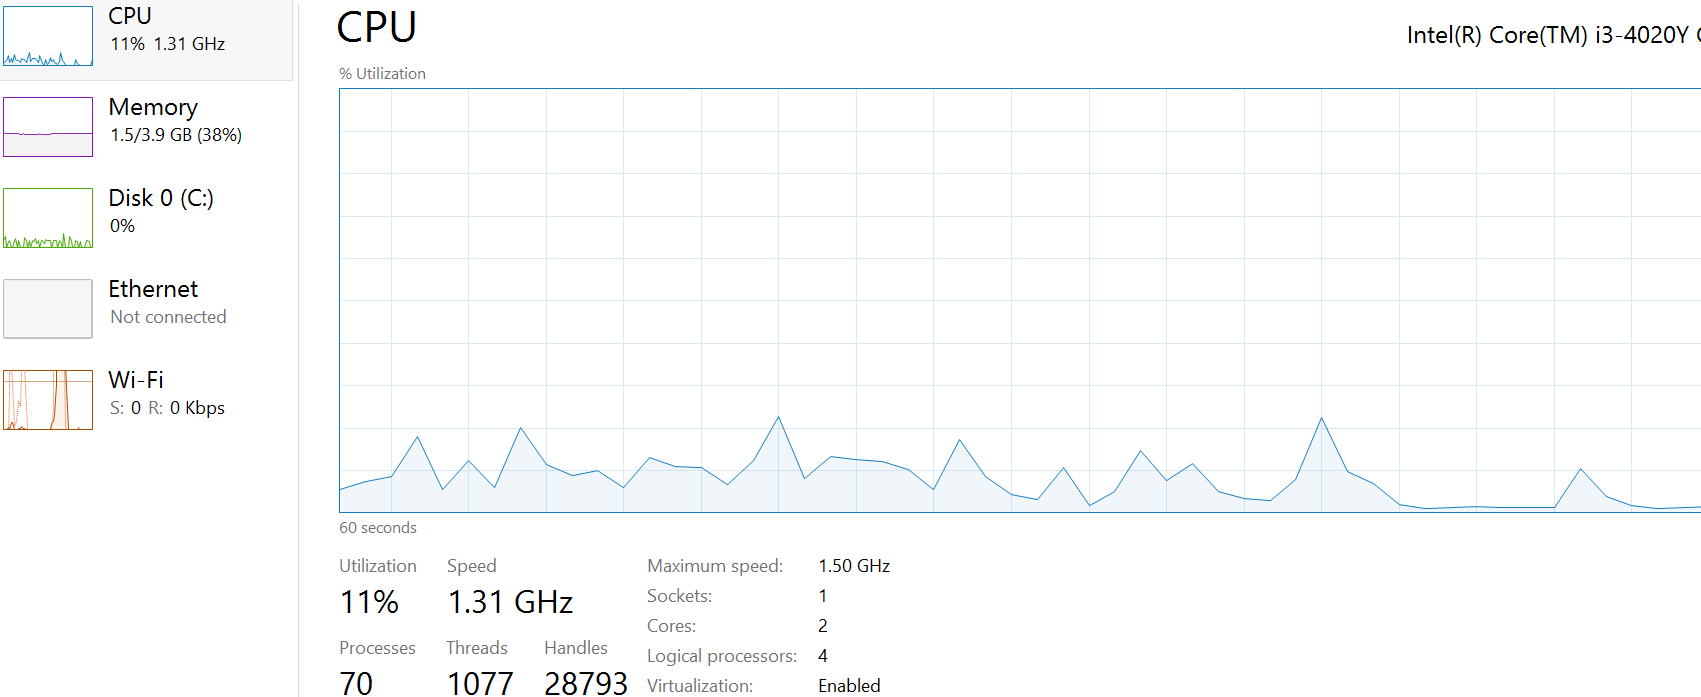 CPU
11% 1.31 GHz
Memory
1.5/3.9 GB (38%)
Disk 0 (C:)
0%
Ethernet
Not connected
Wi-Fi
S: 0 R: 0 Kbps
CPU
Intel(R) Core(TM) i3-4020Y
% Utilization
60 seconds
Utilization
11%
Speed
1.31 GHz
Processes
70
Threads
1077
Handles
28793
Maximum speed: 1.50 GHz
Sockets: 1
Cores: 2
Logical processors: 4
Virtualization: Enabled